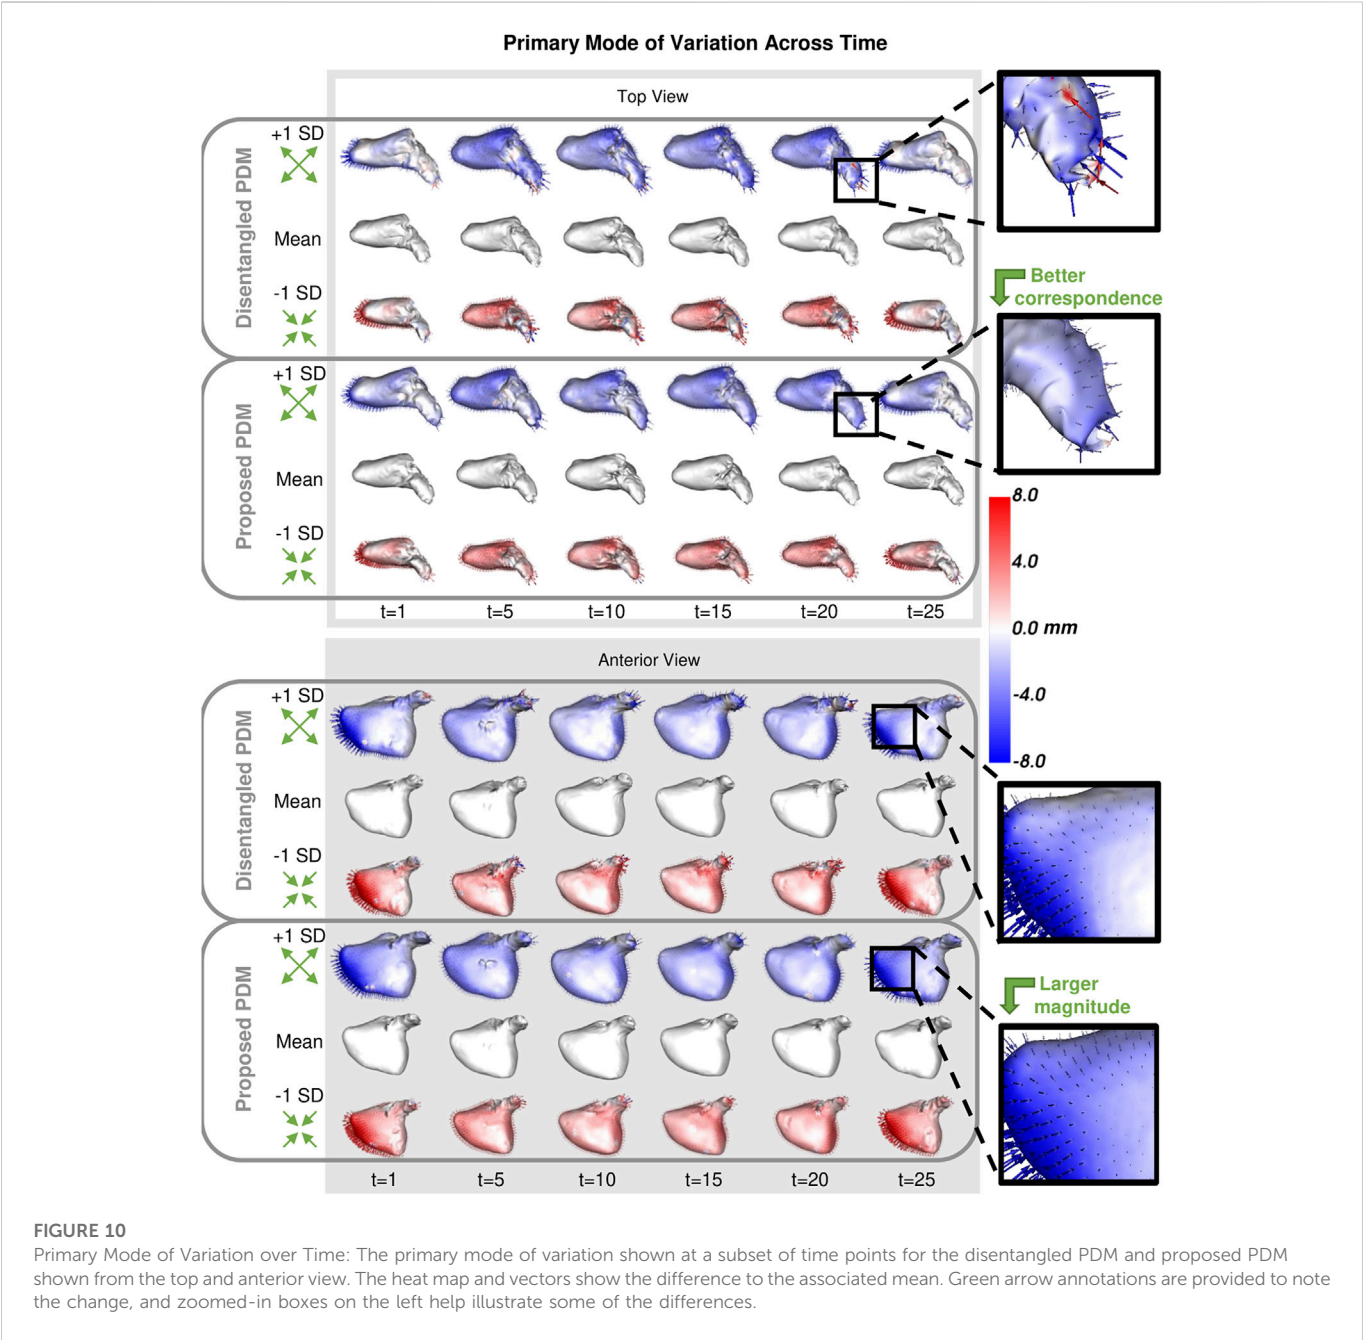 Primary Mode of Variation Across Time
Top View
Disentangled PDM
+1 SD
Mean
-1 SD
Better
correspondence
Proposed PDM
+1 SD
Mean
-1 SD
t=1 t=5 t=10 t=15 t=20 t=25
8.0
4.0
0.0 mm
-4.0
-8.0
Anterior View
Disentangled PDM
+1 SD
Mean
-1 SD
Proposed PDM
+1 SD
Mean
-1 SD
Larger
magnitude
t=1 t=5 t=10 t=15 t=20 t=25
FIGURE 10
Primary Mode of Variation over Time: The primary mode of variation shown at a subset of time points for the disentangled PDM and proposed PDM
shown from the top and anterior view. The heat map and vectors show the difference to the associated mean. Green arrow annotations are provided to note
the change, and zoomed-in boxes on the left help illustrate some of the differences.